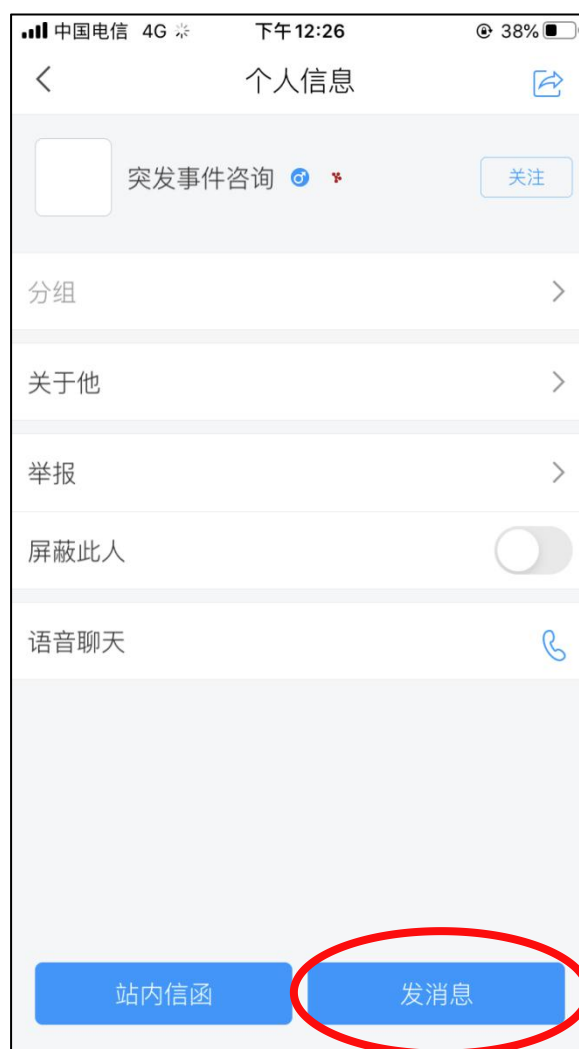 中国电信 4G 下午12:26 38%
个人信息
突发事件咨询 关注
分组
关于他
举报
屏蔽此人
语音聊天
站内信函 发消息